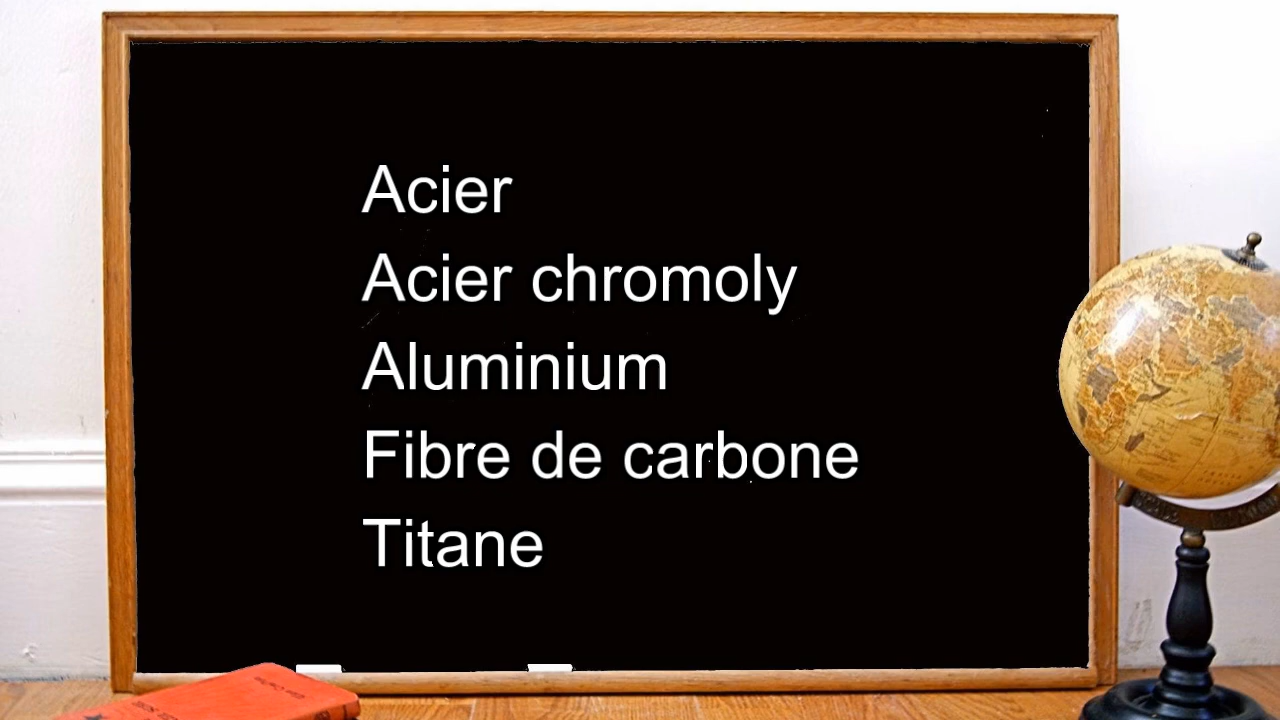 Acier
Acier chromoly
Aluminium
Fibre de carbone
Titane